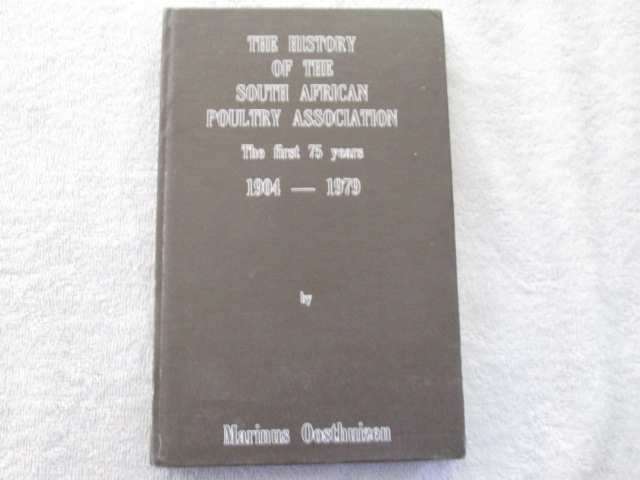 THE HISTORY
OF THE
SOUTH AFRICAN
POULTRY ASSOCIATION
The first 75 years
1904 — 1979
by
Marinus Oosthuizen